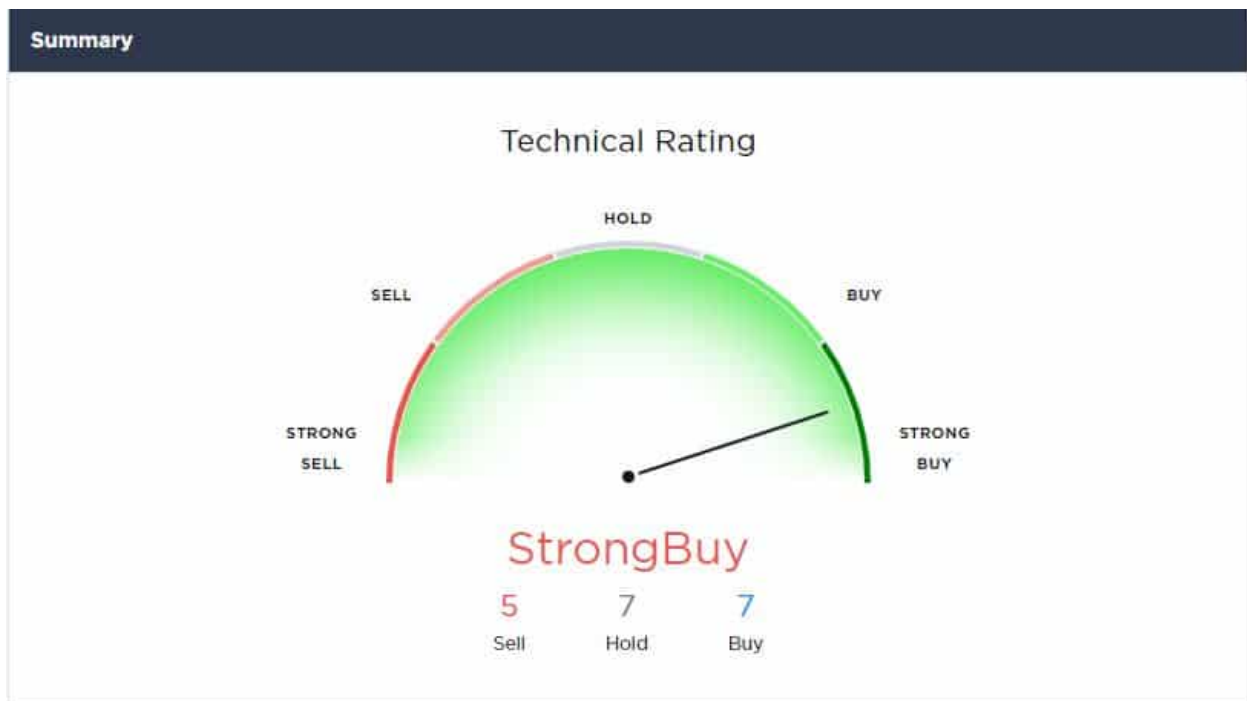 Summary
Technical Rating
HOLD
SELL
BUY
STRONG
SELL
STRONG
BUY
StrongBuy
5 7 7
Sell Hold Buy